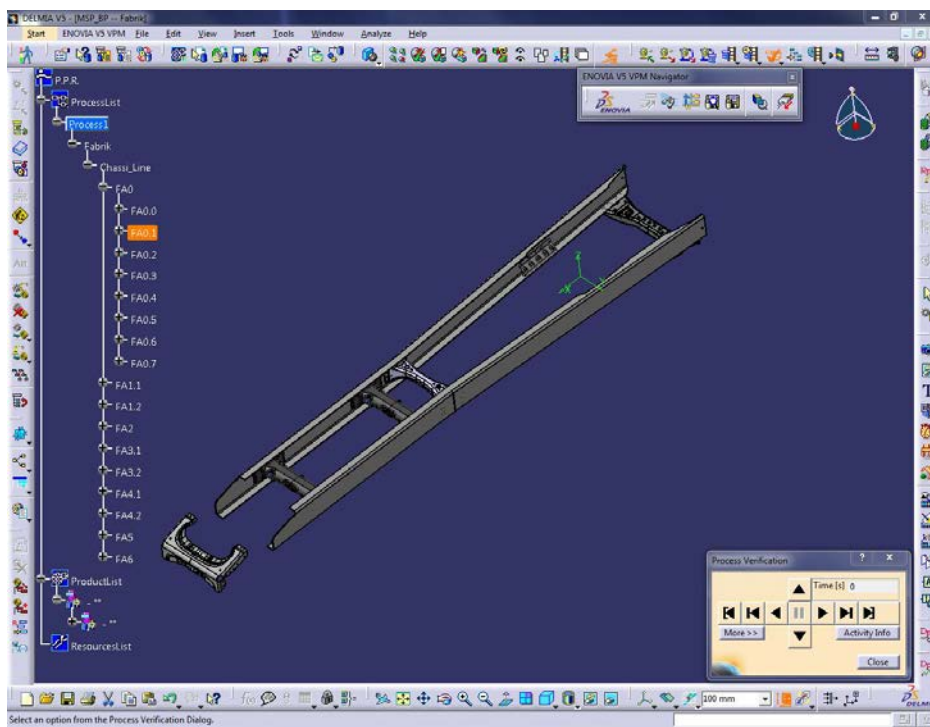 DELMIA V5 - [MSP_BP -- Fabrik]
Start ENOVIA V5 VPM File Edit View Insert Tools Window Analyze Help
ENOVIA V5 VPM Navigator
ENOVIA
P.P.R.
ProcessList
Process1
Fabrik
Chassi_Line
FA0
FA0.0
FA0.1
FA0.2
FA0.3
FA0.4
FA0.5
FA0.6
FA0.7
FA1.1
FA1.2
FA2
FA3.1
FA3.2
FA4.1
FA4.2
FA5
FA6
ProductList
ResourcesList
Z
X
Process Verification
Time [s] 0
More >> Activity Info
Close
100 mm
DELMIA
Select an option from the Process Verification Dialog.